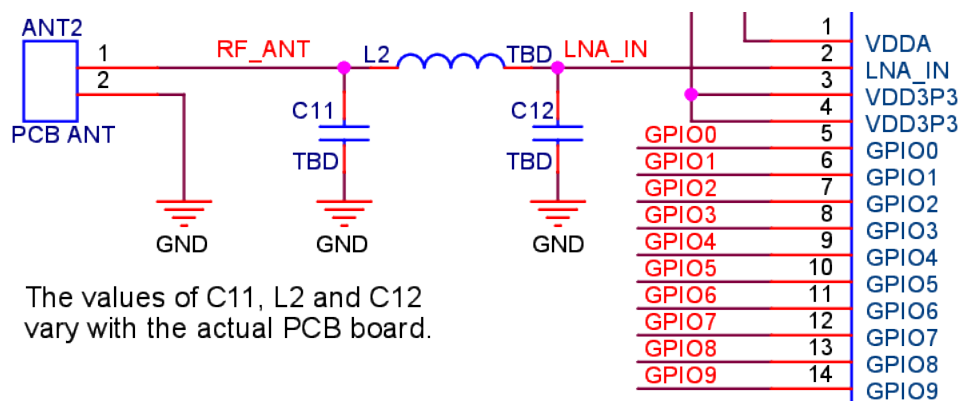 ANT2
1
2
PCB ANT
RF_ANT
L2
TBD
LNA_IN
C11
TBD
C12
TBD
GND
GND
GND
The values of C11, L2 and C12
vary with the actual PCB board.
1
VDDA
2
LNA_IN
3
VDD3P3
4
VDD3P3
GPIO0
5
GPIO0
GPIO1
6
GPIO1
GPIO2
7
GPIO2
GPIO3
8
GPIO3
GPIO4
9
GPIO4
GPIO5
10
GPIO5
GPIO6
11
GPIO6
GPIO7
12
GPIO7
GPIO8
13
GPIO8
GPIO9
14
GPIO9